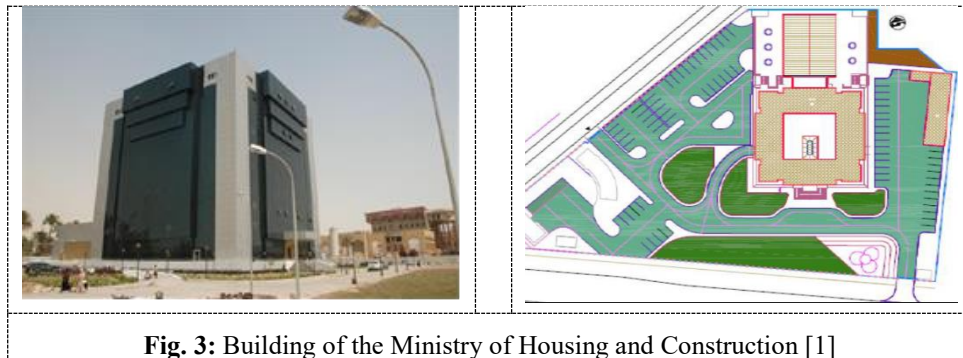 Fig. 3: Building of the Ministry of Housing and Construction [1]